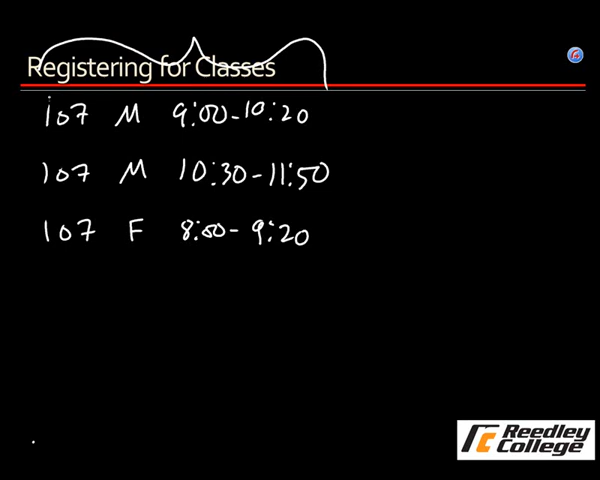 Registering for Classes
107 M 9:00-10:20
107 M 10:30-11:50
107 F 8:00-9:20
Reedley
College